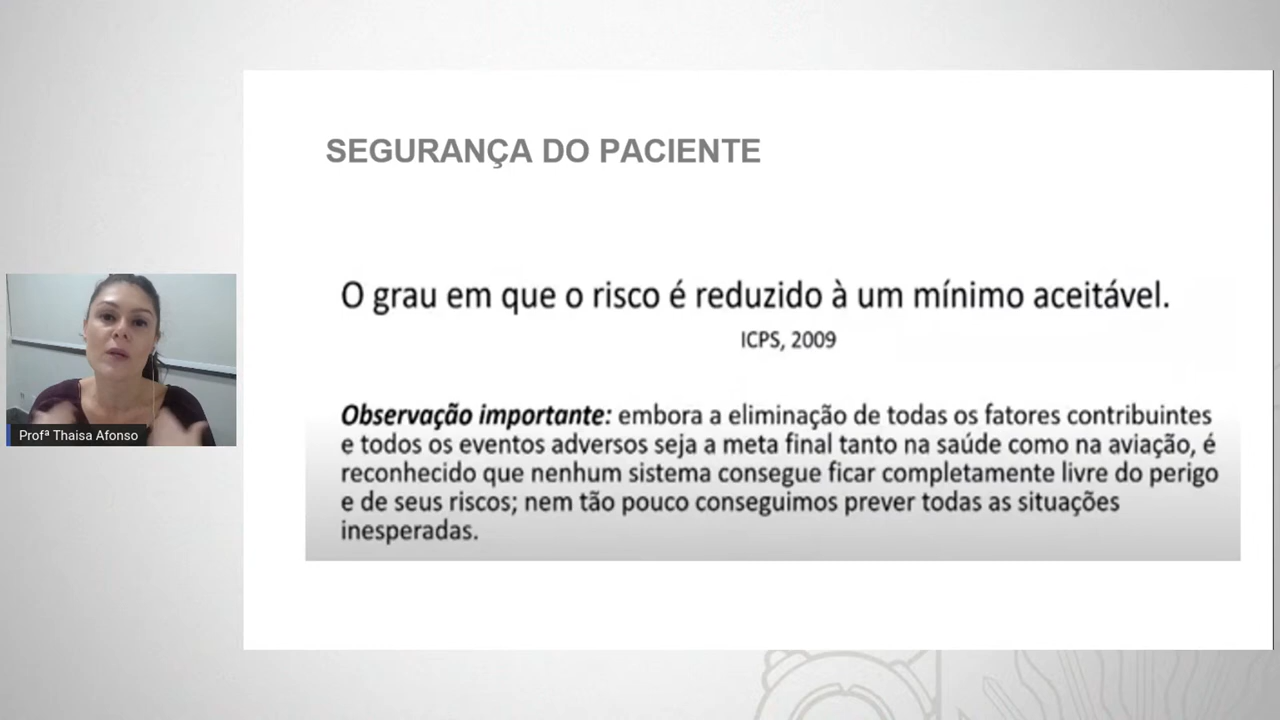 SEGURANÇA DO PACIENTE
O grau em que o risco é reduzido à um mínimo aceitável.
ICPS, 2009
Observação importante: embora a eliminação de todas os fatores contribuintes
e todos os eventos adversos seja a meta final tanto na saúde como na aviação, é
reconhecido que nenhum sistema consegue ficar completamente livre do perigo
e de seus riscos; nem tão pouco conseguimos prever todas as situações
inesperadas.
Profª Thaisa Afonso